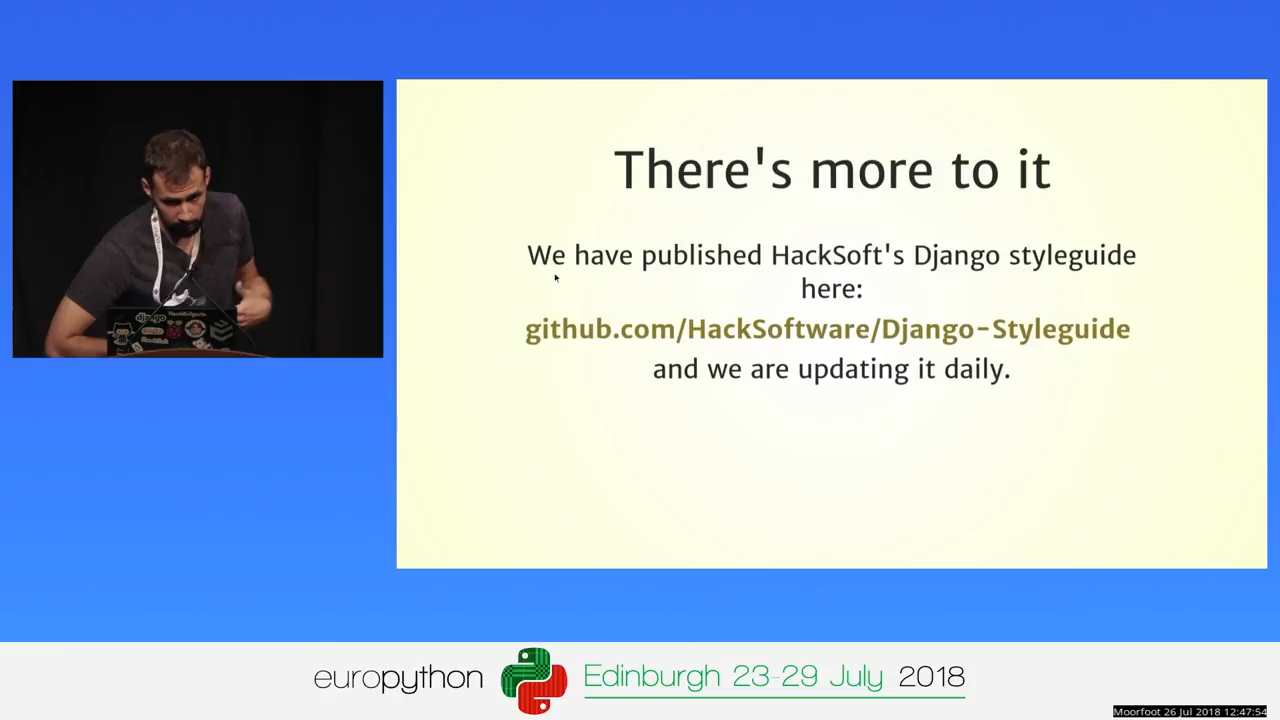 There's more to it
We have published HackSoft's Django styleguide
here:
github.com/HackSoftware/Django-Styleguide
and we are updating it daily.
django
europython
Edinburgh 23-29 July 2018
Moorfoot 26 Jul 2018 12:47:54